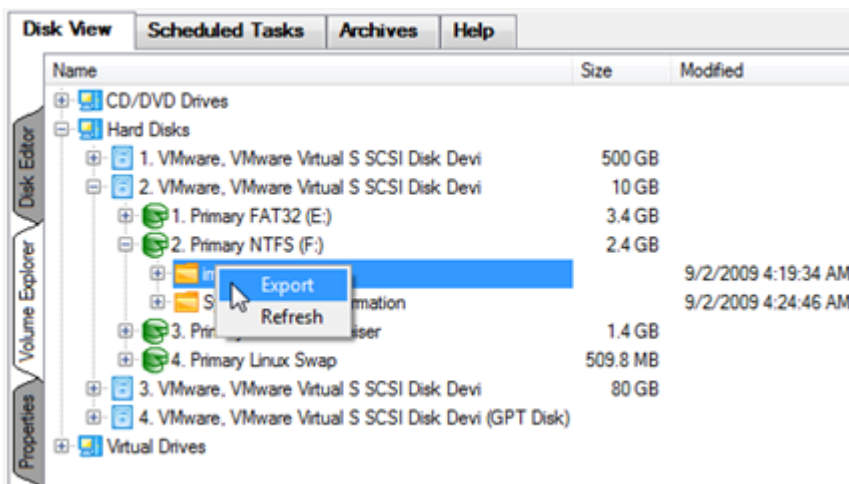 Disk View Scheduled Tasks Archives Help
Name Size Modified
CD/DVD Drives
Hard Disks
1. VMware, VMware Virtual S SCSI Disk Devi 500 GB
2. VMware, VMware Virtual S SCSI Disk Devi 10 GB
1. Primary FAT32 (E:) 3.4 GB
2. Primary NTFS (F:) 2.4 GB
9/2/2009 4:19:34 AM
Export
9/2/2009 4:24:46 AM
Refresh
3. 1.4 GB
4. Primary Linux Swap 509.8 MB
3. VMware, VMware Virtual S SCSI Disk Devi 80 GB
4. VMware, VMware Virtual S SCSI Disk Devi (GPT Disk)
Virtual Drives
Disk Editor
Volume Explorer
Properties